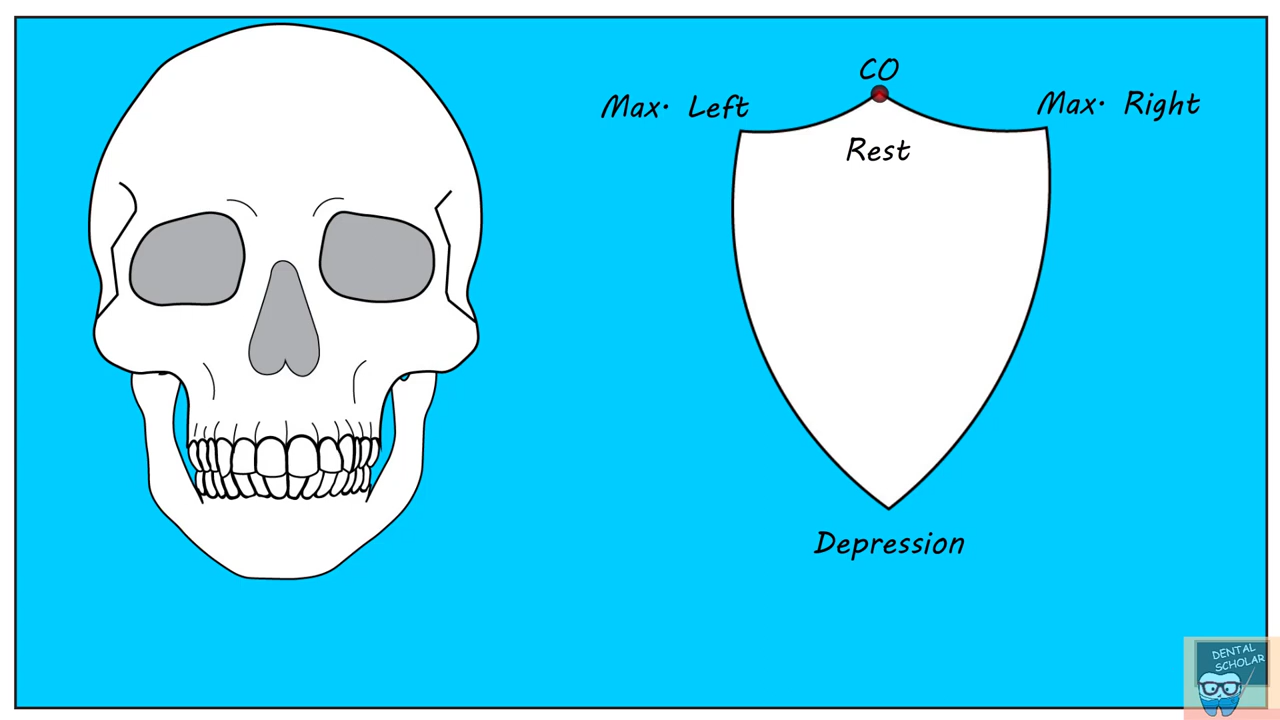 CO
Max. Left
Max. Right
Rest
Depression
DENTAL
SCHOLAR